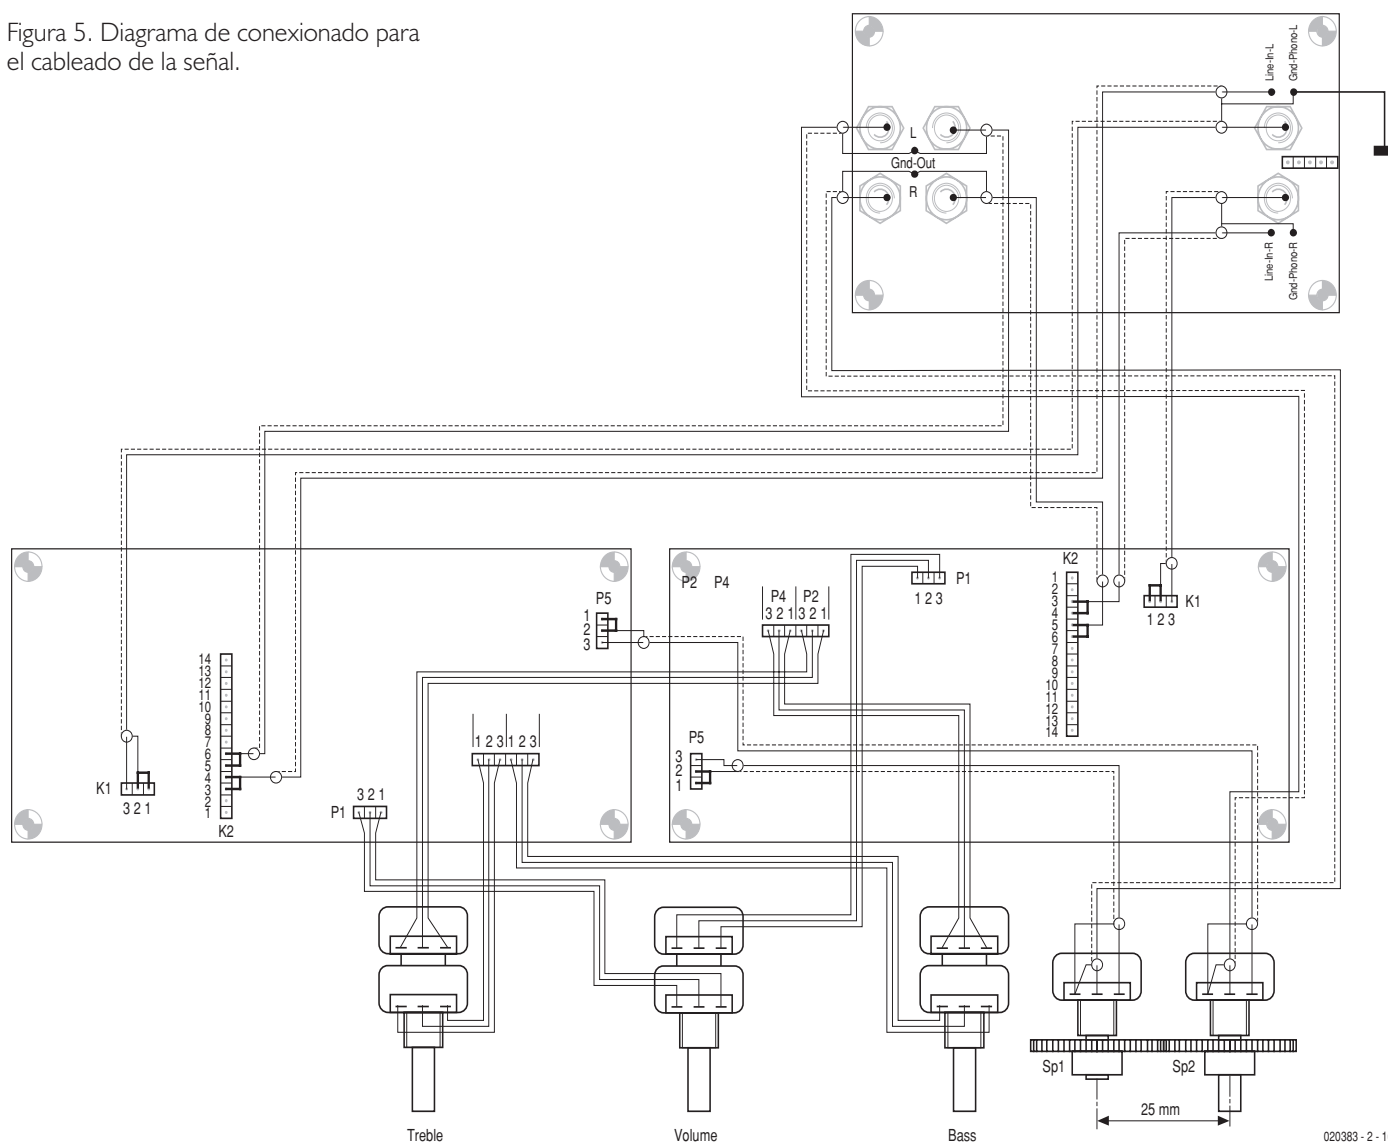 Figura 5. Diagrama de conexionado para
el cableado de la señal.
Line-In-L
Gnd-Phono-L
L
Gnd-Out
R
Line-In-R
Gnd-Phono-R
K2
P2 P4
P1
1 2 3
P4 P2
3 2 1 3 2 1
1
2
3
4
5
6
7
8
9
10
11
12
13
14
K1
1 2 3
P5
1
2
3
14
13
12
11
10
9
8
7
6
5
4
3
2
1
K2
K1
3 2 1
1 2 3 1 2 3
P1
3 2 1
P5
3
2
1
Sp1
Sp2
25 mm
Treble
Volume
Bass
020383 - 2 - 1